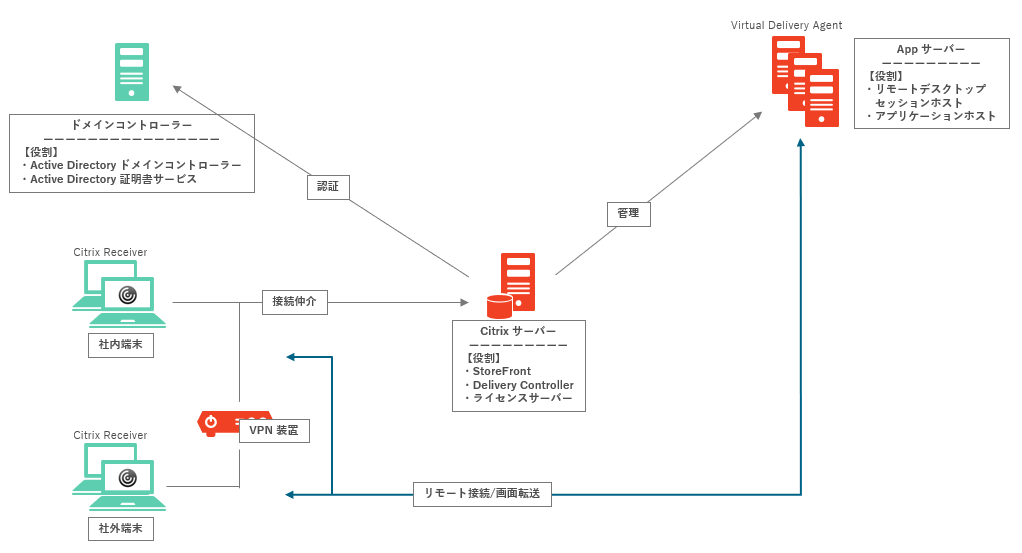 Virtual Delivery Agent
App サーバー
ーーーーーーーーー
【役割】
・リモートデスクトップ
セッションホスト
・アプリケーションホスト
ドメインコントローラー
ーーーーーーーーーーーーーーーー
【役割】
・Active Directory ドメインコントローラー
・Active Directory 証明書サービス
認証
管理
Citrix Receiver
社内端末
接続仲介
Citrix サーバー
ーーーーーーーーー
【役割】
・StoreFront
・Delivery Controller
・ライセンスサーバー
VPN 装置
Citrix Receiver
社外端末
リモート接続/画面転送